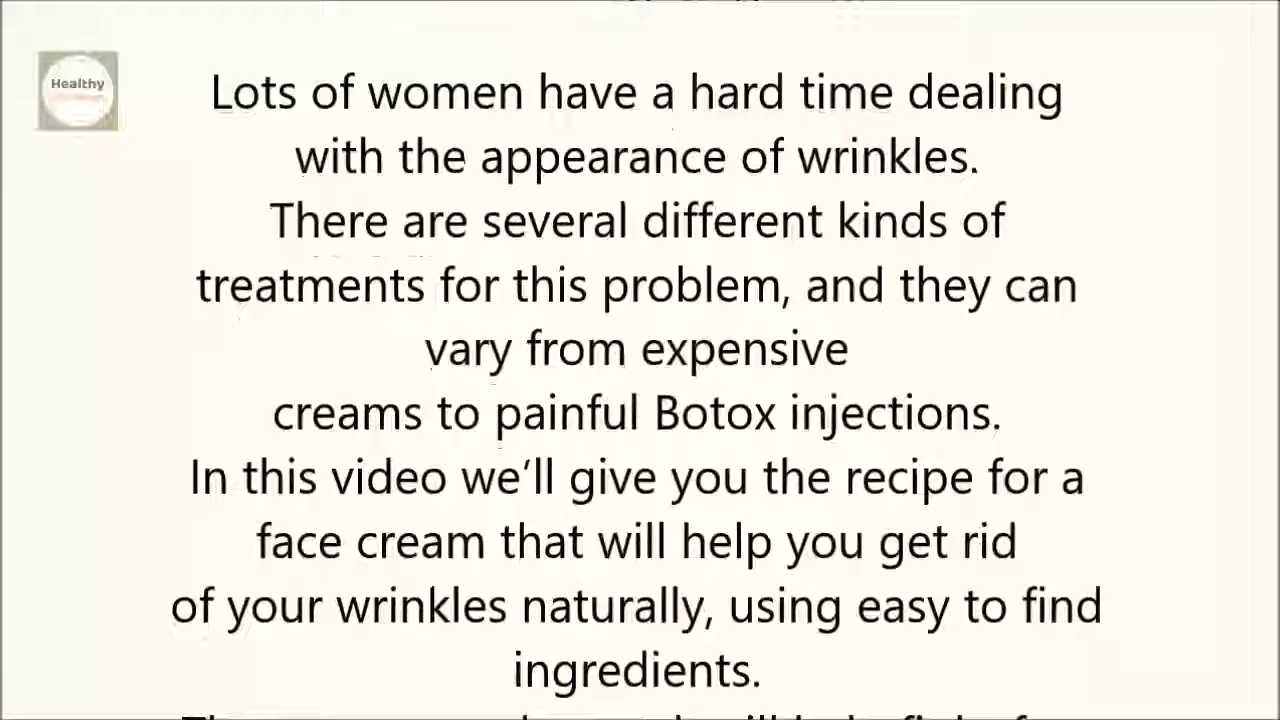 Healthy
Lots of women have a hard time dealing
with the appearance of wrinkles.
There are several different kinds of
treatments for this problem, and they can
vary from expensive
creams to painful Botox injections.
In this video we’ll give you the recipe for a
face cream that will help you get rid
of your wrinkles naturally, using easy to find
ingredients.